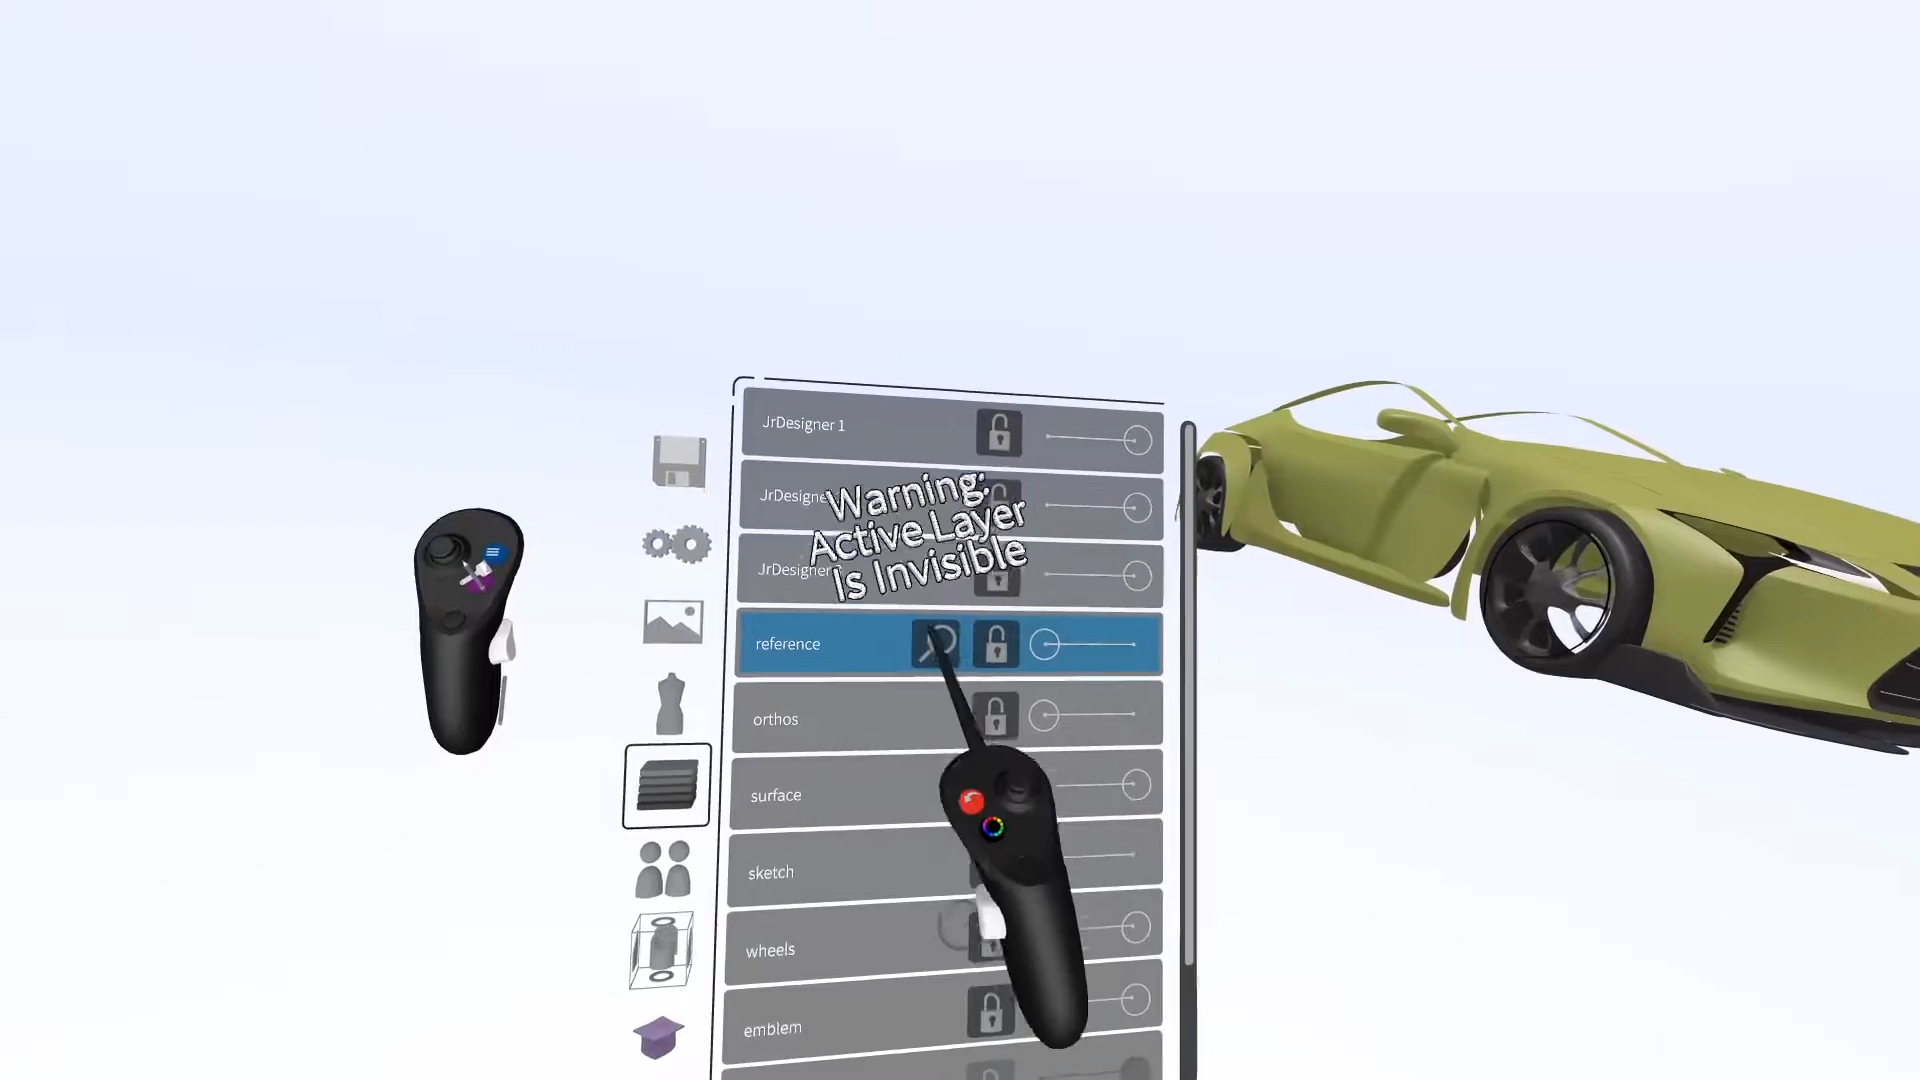 JrDesigner 1
JrDesigne
Warning:
Active Layer
Is Invisible
JrDesigner
reference
orthos
surface
sketch
wheels
emblem